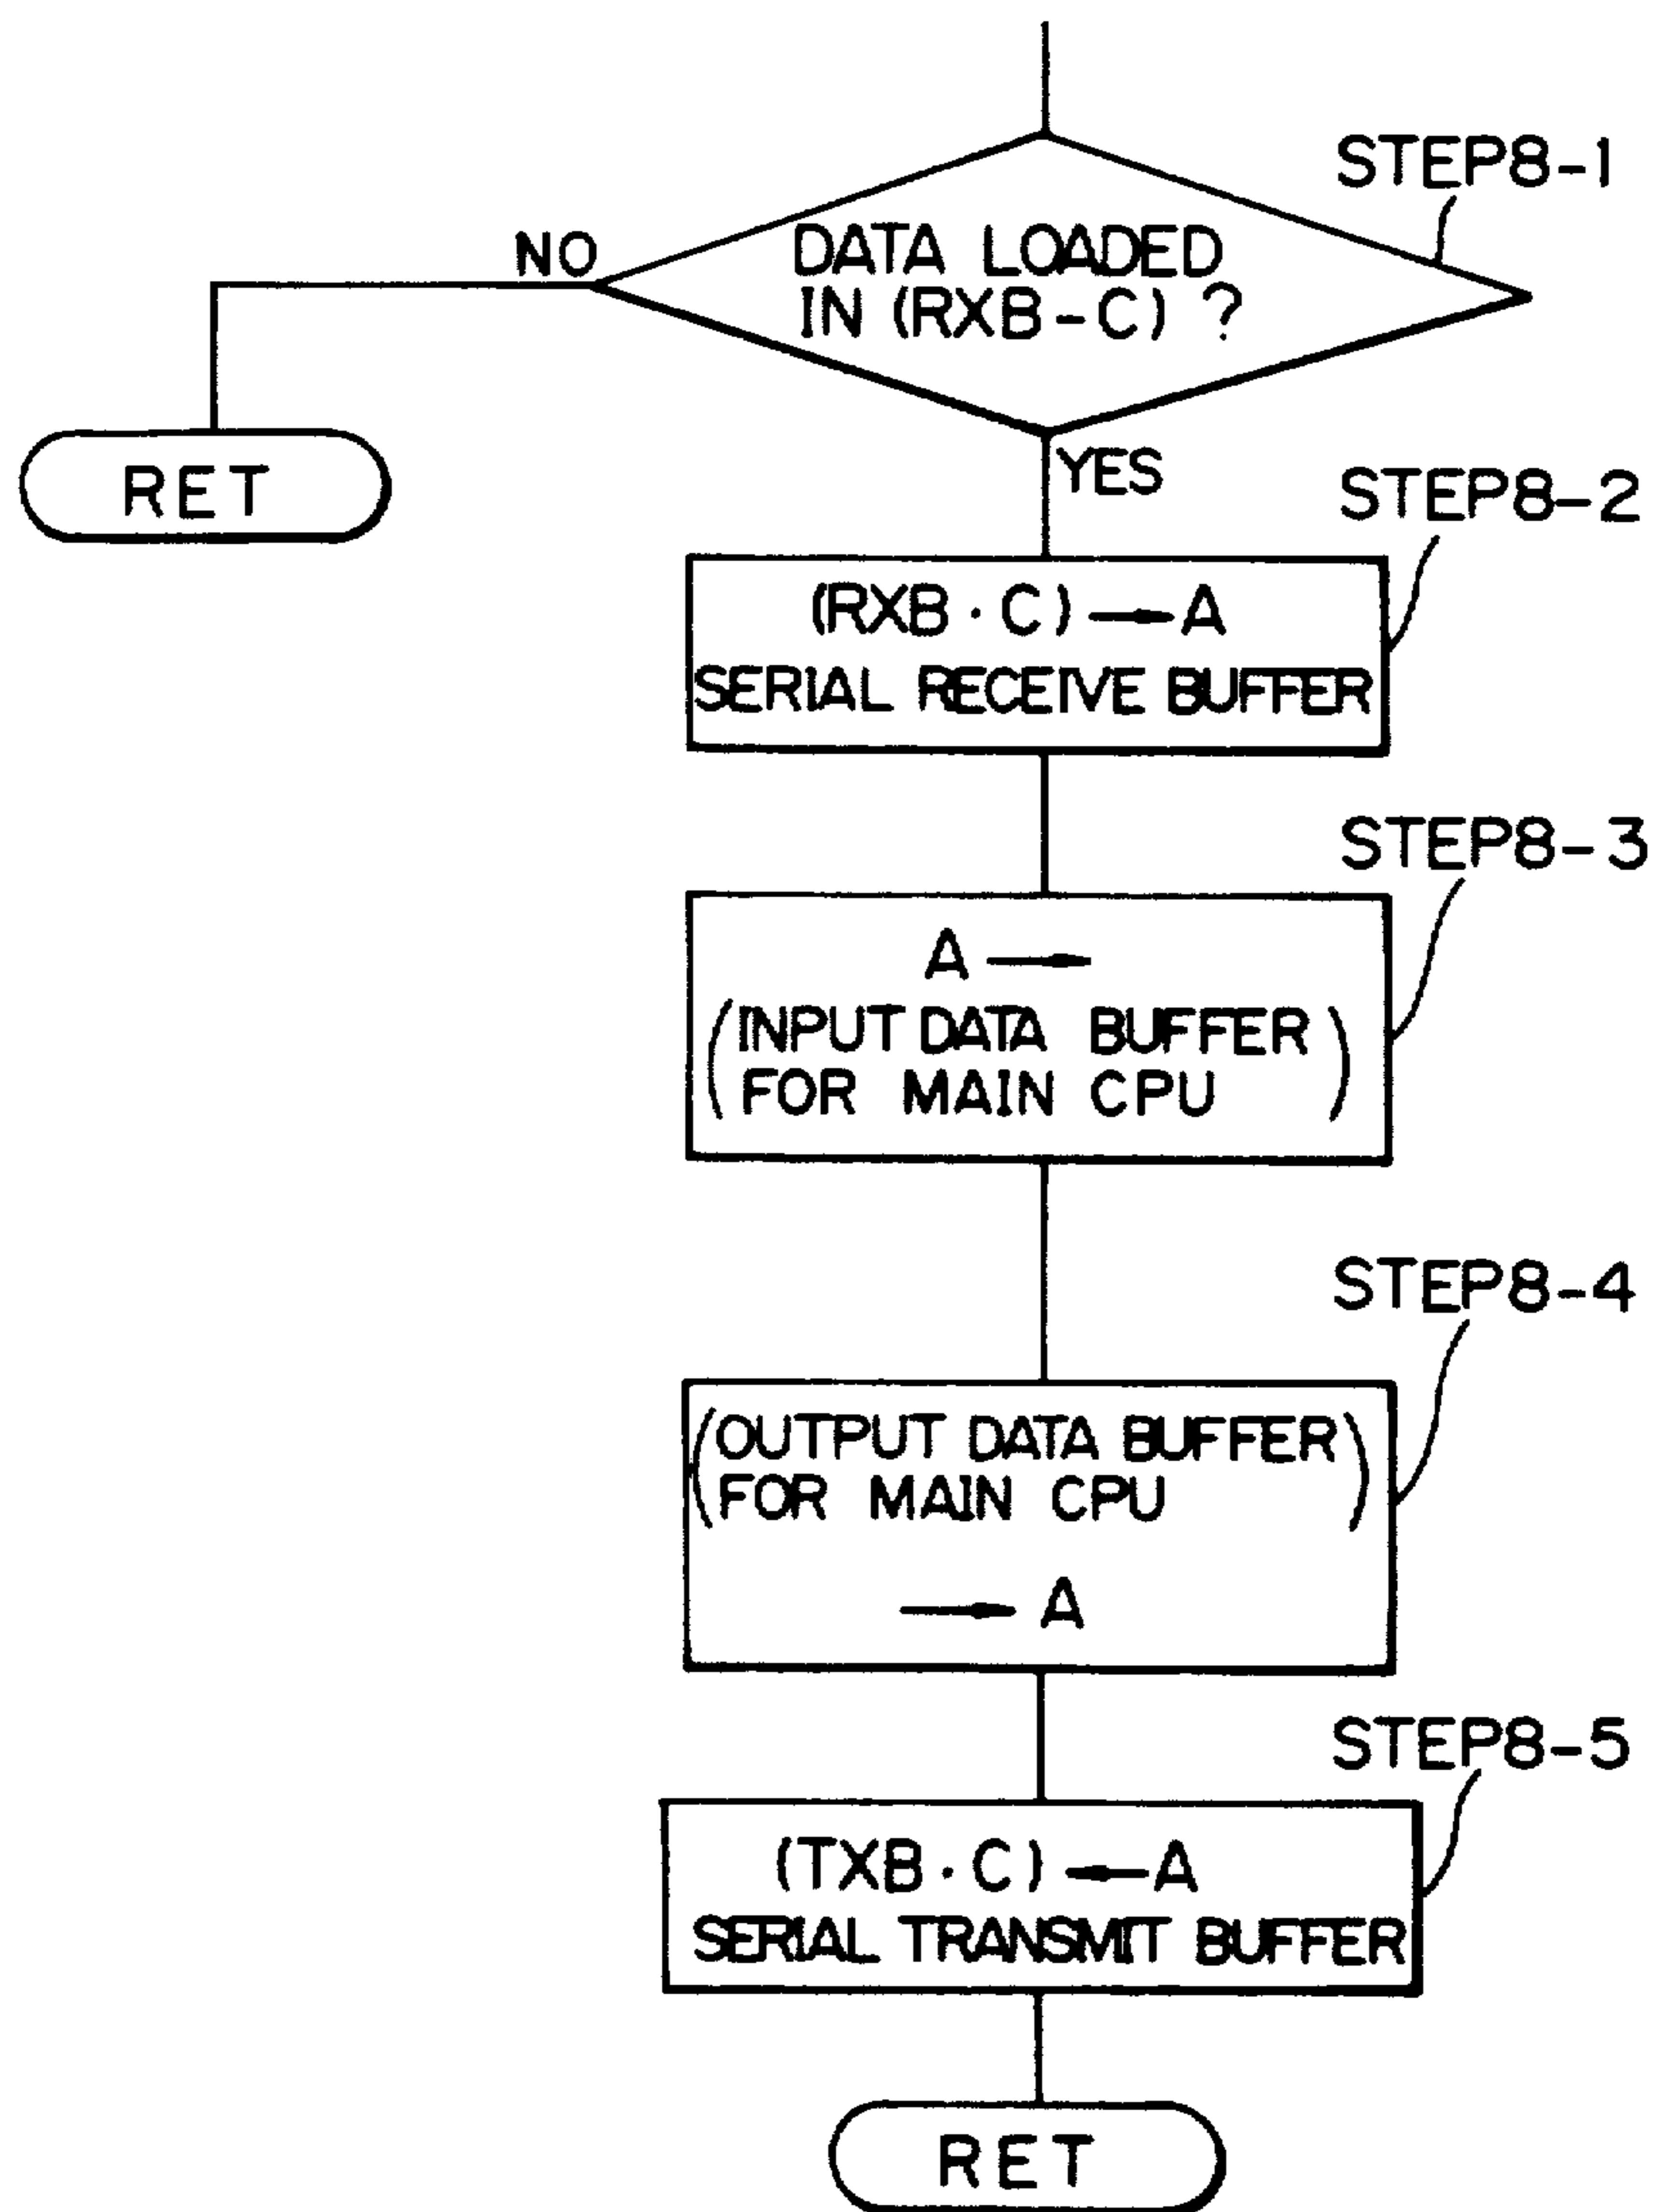 STEP8-1
DATA LOADED
IN (RXB-C) ?
NO
RET
YES
STEP8-2
(RXB·C) → A
SERIAL RECEIVE BUFFER
STEP8-3
A →
(INPUT DATA BUFFER
FOR MAIN CPU)
STEP8-4
(OUTPUT DATA BUFFER
FOR MAIN CPU)
→ A
STEP8-5
(TXB·C) ← A
SERIAL TRANSMIT BUFFER
RET